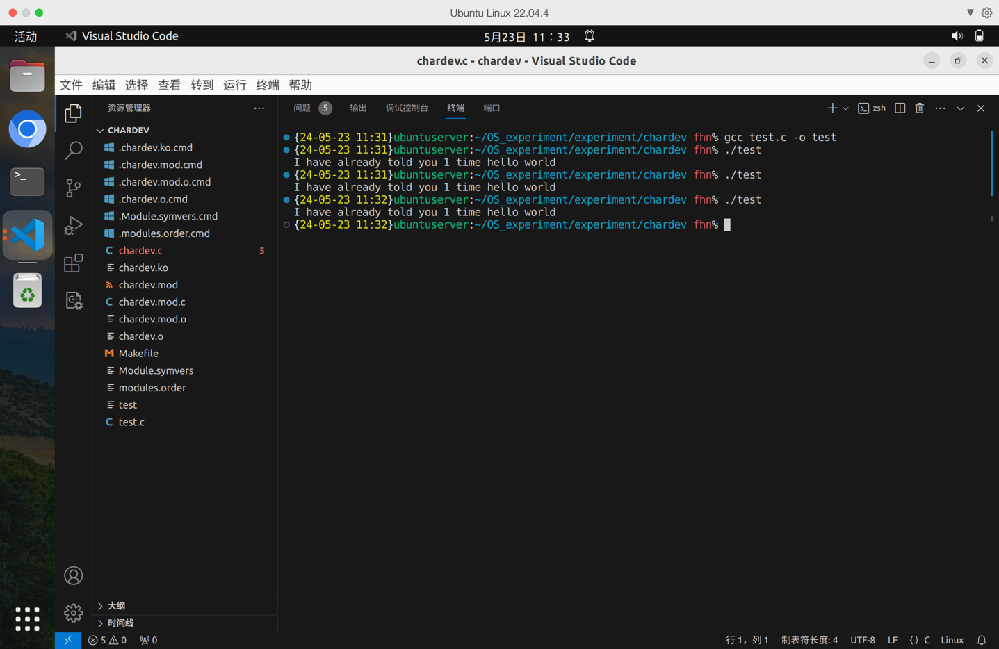 Ubuntu Linux 22.04.4
活动
Visual Studio Code
5月23日 11：33
chardev.c - chardev - Visual Studio Code
文件 编辑 选择 查看 转到 运行 终端 帮助
资源管理器
CHARDEV
.chardev.ko.cmd
.chardev.mod.cmd
.chardev.mod.o.cmd
.chardev.o.cmd
.Module.symvers.cmd
.modules.order.cmd
C chardev.c 5
chardev.ko
chardev.mod
C chardev.mod.c
chardev.mod.o
chardev.o
M Makefile
Module.symvers
modules.order
test
C test.c
大纲
时间线
问题 5 输出 调试控制台 终端 端口
zsh
{24-05-23 11:31}ubuntuserver:~/OS_experiment/experiment/chardev fhn% gcc test.c -o test
{24-05-23 11:31}ubuntuserver:~/OS_experiment/experiment/chardev fhn% ./test
I have already told you 1 time hello world
{24-05-23 11:31}ubuntuserver:~/OS_experiment/experiment/chardev fhn% ./test
I have already told you 1 time hello world
{24-05-23 11:32}ubuntuserver:~/OS_experiment/experiment/chardev fhn% ./test
I have already told you 1 time hello world
{24-05-23 11:32}ubuntuserver:~/OS_experiment/experiment/chardev fhn%
5 0 0
行 1，列 1 制表符长度: 4 UTF-8 LF {} C Linux